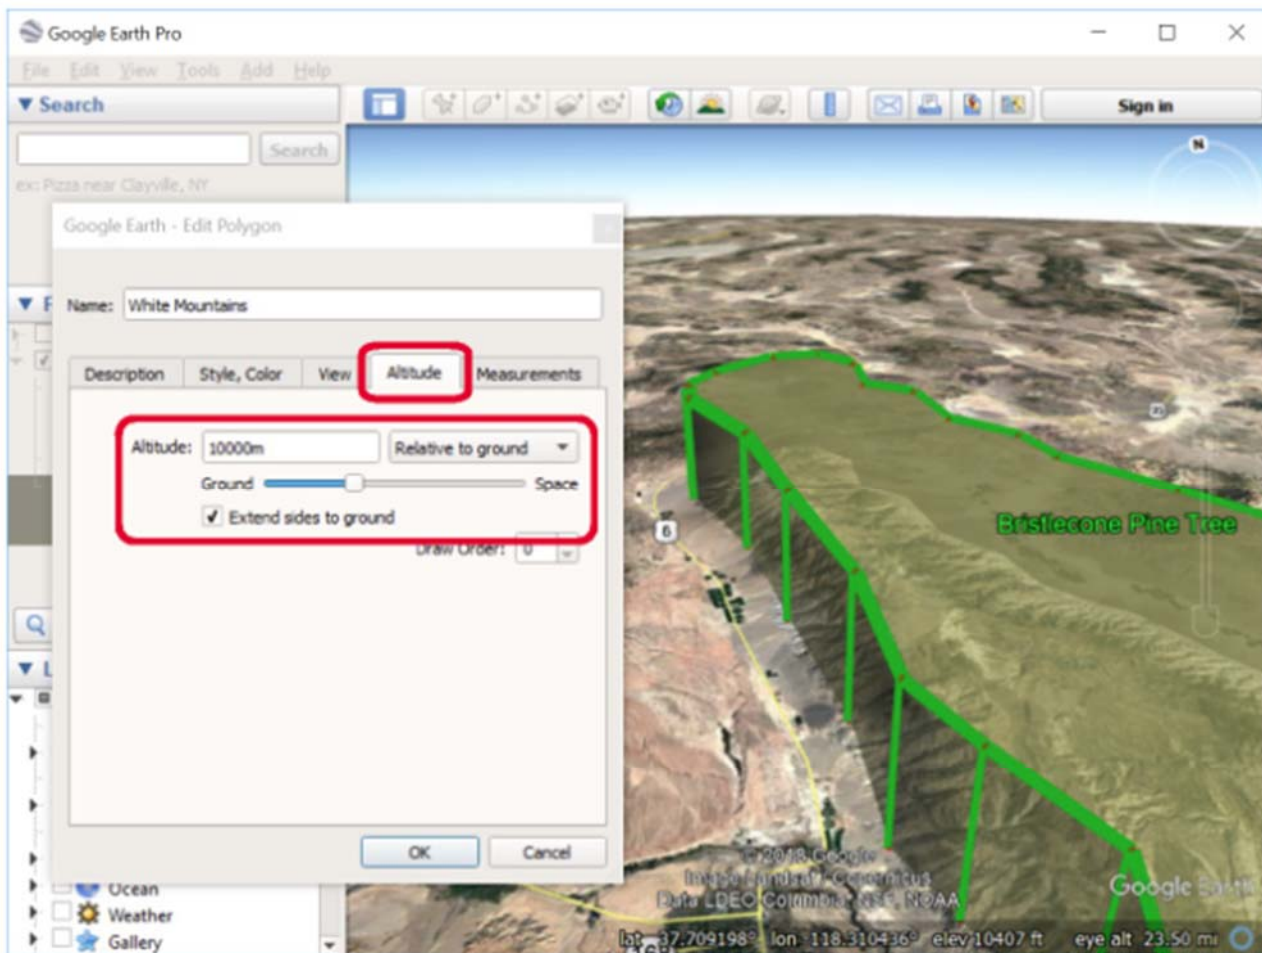 Google Earth Pro
File Edit View Tools Add Help
Search
Sign in
Search
ex: Pizza near Clayville, NY
Google Earth - Edit Polygon
Name: White Mountains
Description Style, Color View Altitude Measurements
Altitude: 10000m Relative to ground
Ground Space
Extend sides to ground
Draw Order: 0
OK Cancel
Ocean
Weather
Gallery
N
6
Bristlecone Pine Tree
© 2018 Google
Image Landsat / Copernicus
Data LDEO-Columbia, NSF, NOAA
Google Earth
lat 37.709198° lon -118.310436° elev 10407 ft eye alt 23.50 mi